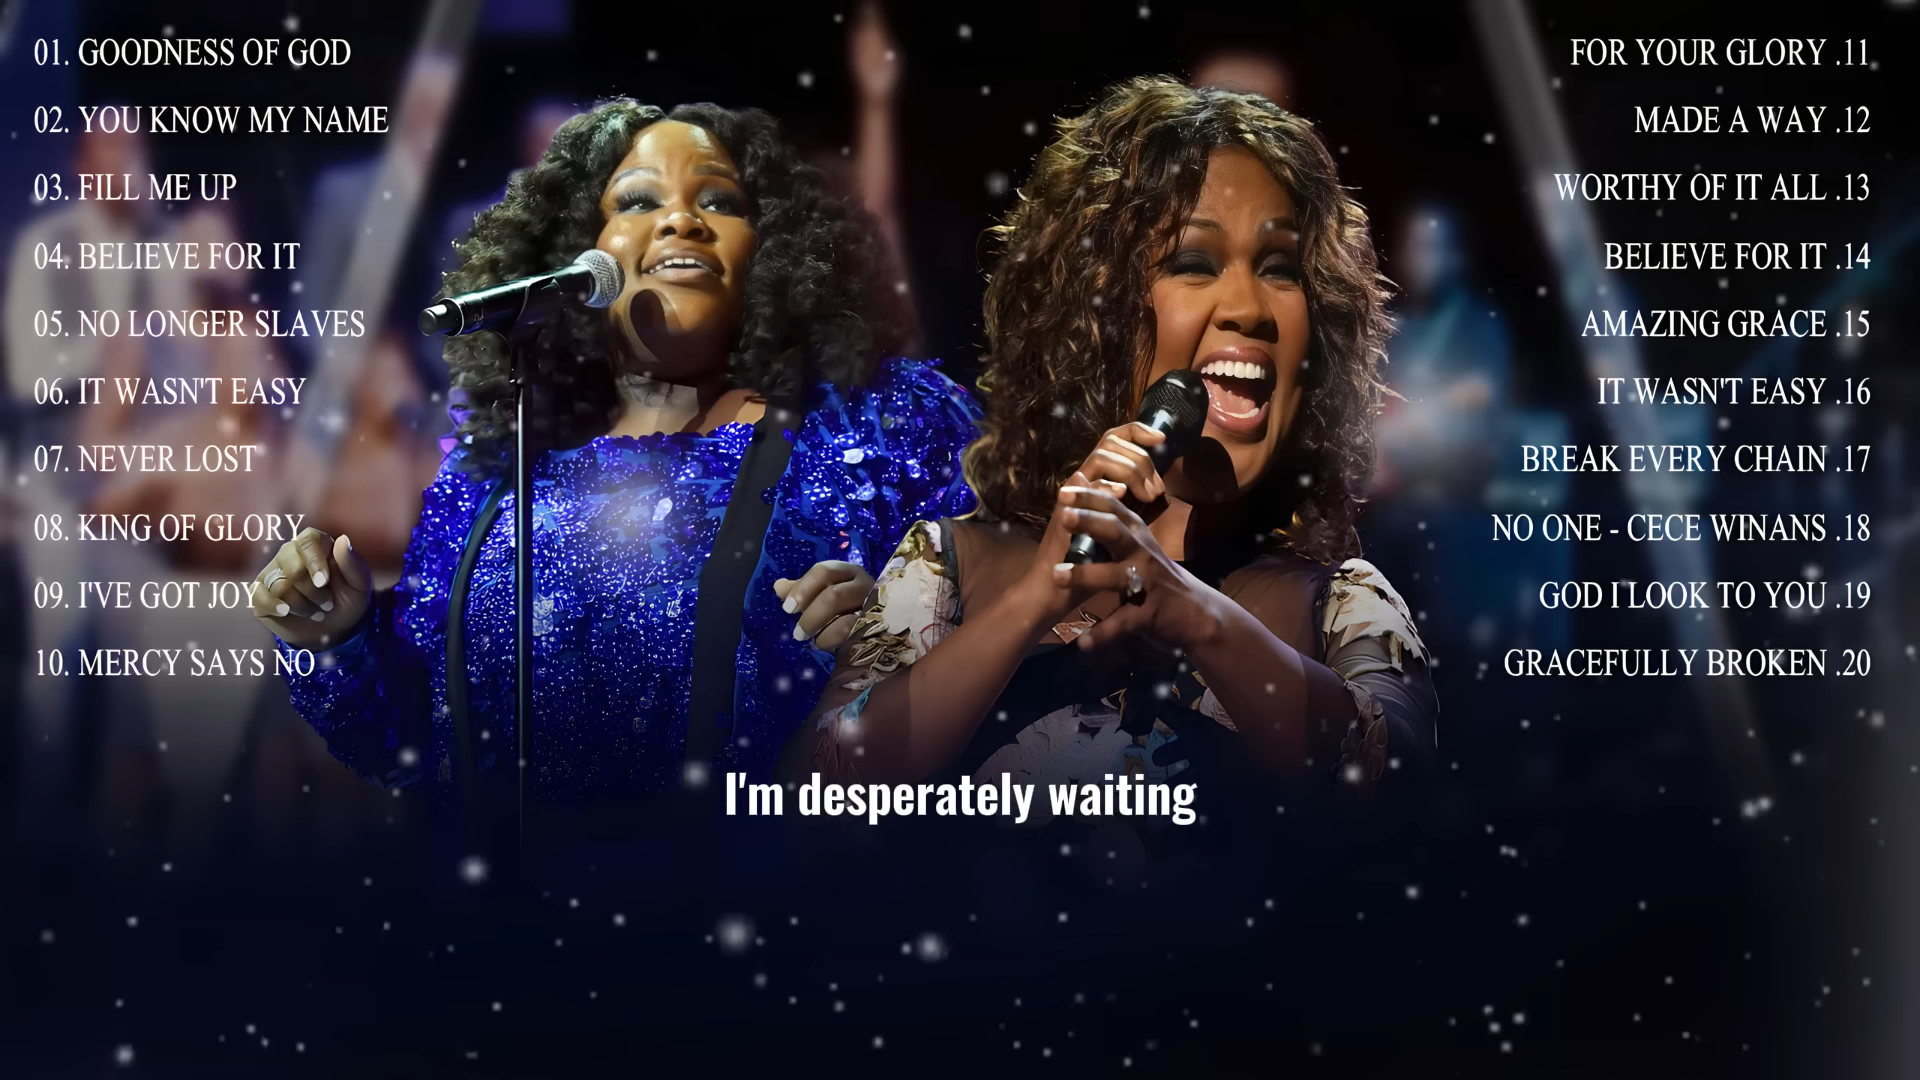 01. GOODNESS OF GOD
02. YOU KNOW MY NAME
03. FILL ME UP
04. BELIEVE FOR IT
05. NO LONGER SLAVES
06. IT WASN'T EASY
07. NEVER LOST
08. KING OF GLORY
09. I'VE GOT JOY
10. MERCY SAYS NO
FOR YOUR GLORY .11
MADE A WAY .12
WORTHY OF IT ALL .13
BELIEVE FOR IT .14
AMAZING GRACE .15
IT WASN'T EASY .16
BREAK EVERY CHAIN .17
NO ONE - CECE WINANS .18
GOD I LOOK TO YOU .19
GRACEFULLY BROKEN .20
I'm desperately waiting